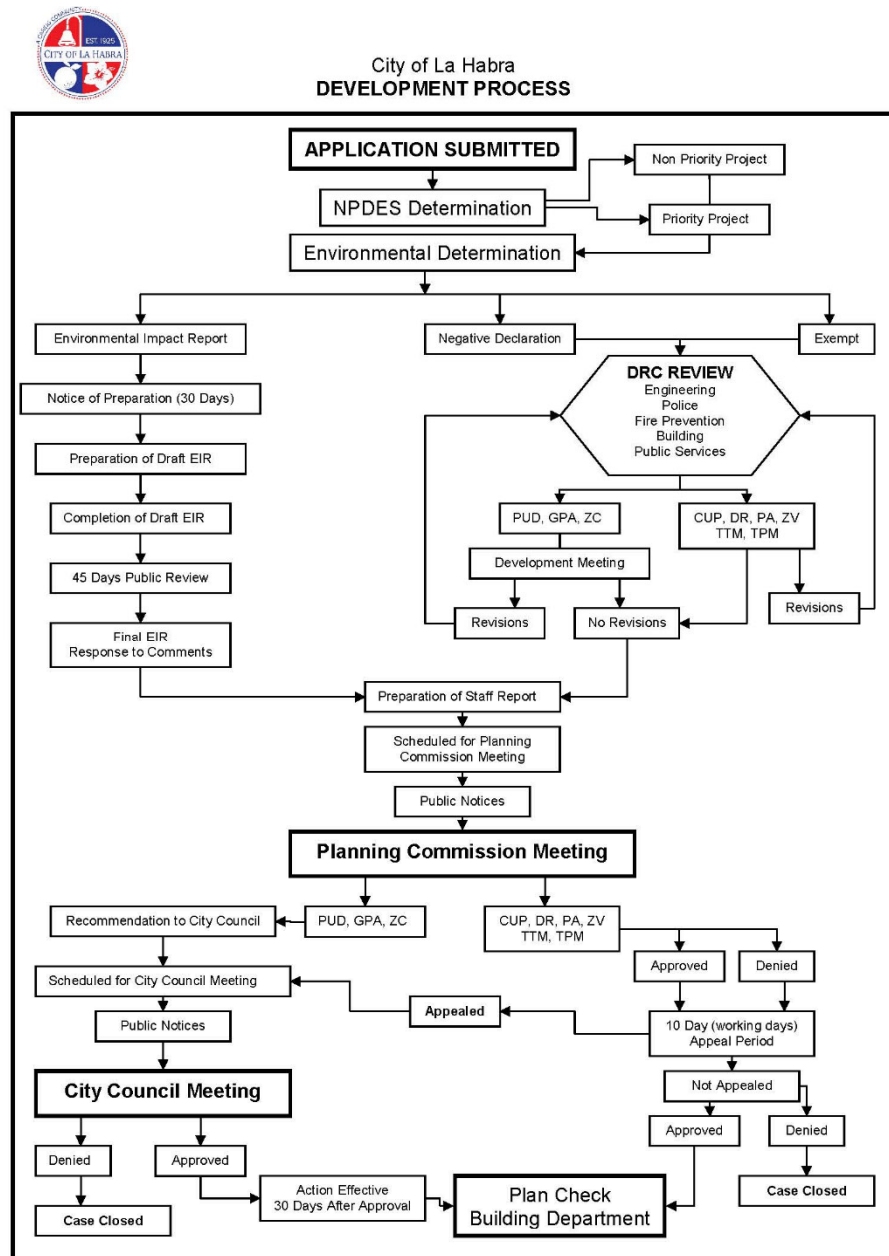 A CARING COMMUNITY
EST. 1925
CITY OF LA HABRA
City of La Habra
DEVELOPMENT PROCESS
APPLICATION SUBMITTED
Non Priority Project
NPDES Determination
Priority Project
Environmental Determination
Environmental Impact Report
Negative Declaration
Exempt
DRC REVIEW
Engineering
Police
Fire Prevention
Building
Public Services
Notice of Preparation (30 Days)
Preparation of Draft EIR
Completion of Draft EIR
45 Days Public Review
Final EIR
Response to Comments
PUD, GPA, ZC
CUP, DR, PA, ZV
TTM, TPM
Development Meeting
Revisions
No Revisions
Revisions
Preparation of Staff Report
Scheduled for Planning
Commission Meeting
Public Notices
Planning Commission Meeting
Recommendation to City Council
PUD, GPA, ZC
CUP, DR, PA, ZV
TTM, TPM
Approved
Denied
Scheduled for City Council Meeting
Appealed
10 Day (working days)
Appeal Period
Public Notices
Not Appealed
City Council Meeting
Approved
Denied
Denied
Approved
Action Effective
30 Days After Approval
Plan Check
Building Department
Case Closed
Case Closed